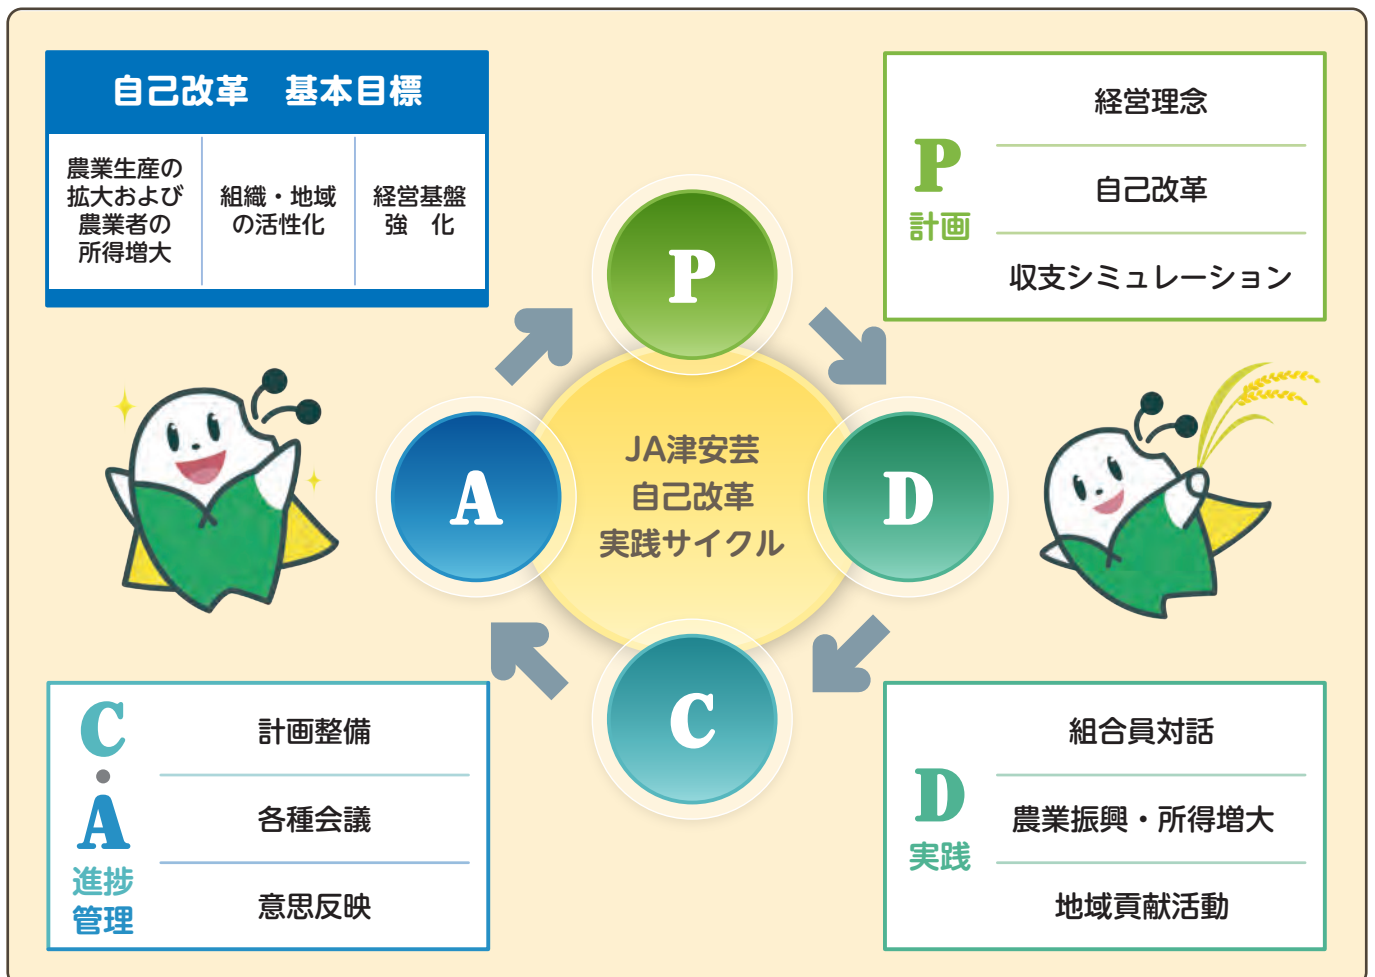 自己改革　基本目標
農業生産の
拡大および
農業者の
所得増大
組織・地域
の活性化
経営基盤
強　化
P
計画
経営理念
自己改革
収支シミュレーション
P
A
JA津安芸
自己改革
実践サイクル
D
C
C
・
A
進捗
管理
計画整備
各種会議
意思反映
D
実践
組合員対話
農業振興・所得増大
地域貢献活動